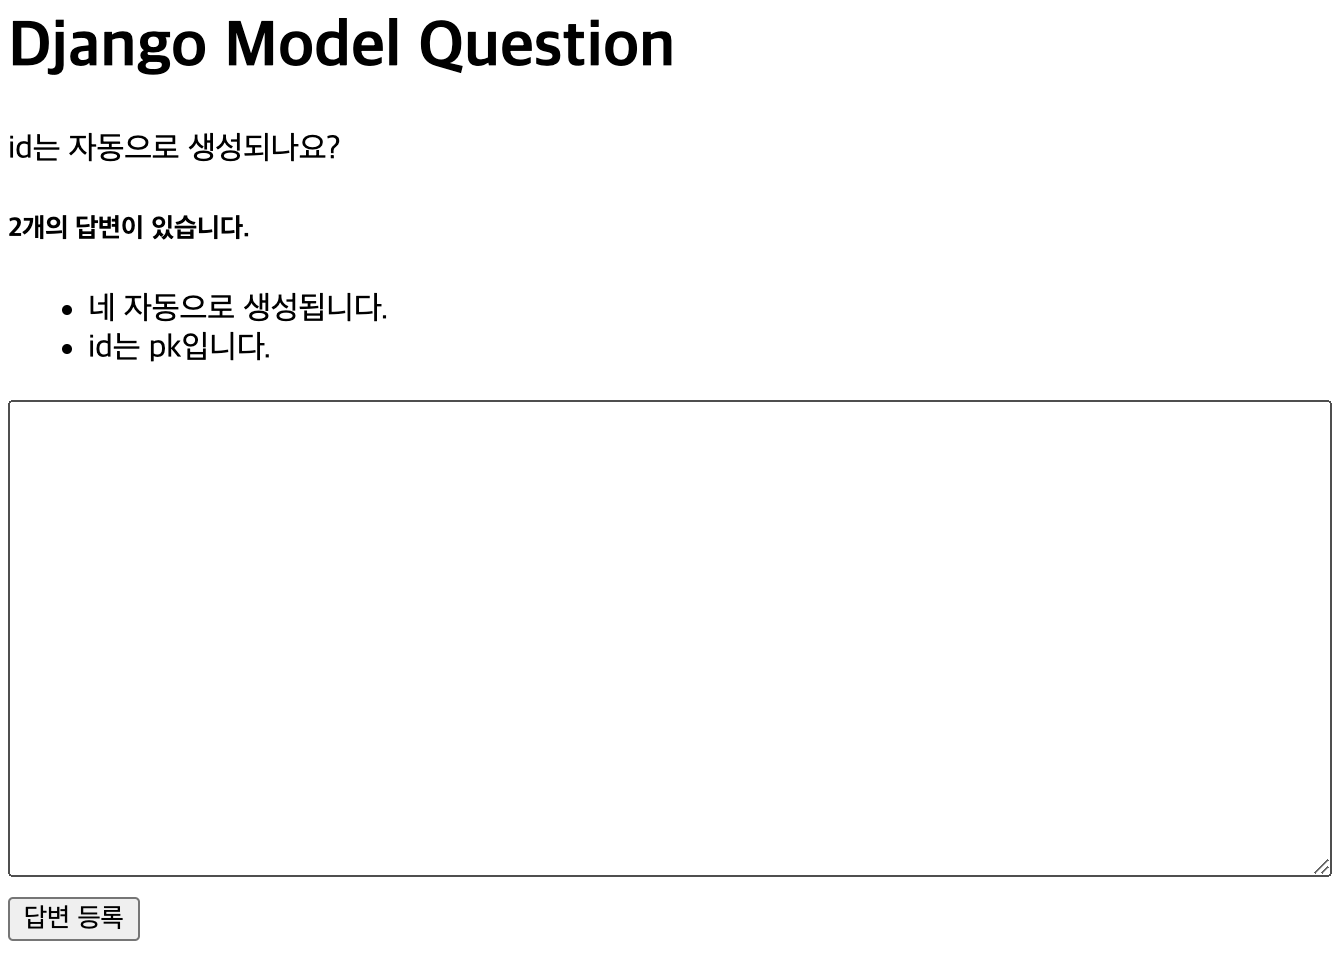 Django Model Question
id는 자동으로 생성되나요?
2개의 답변이 있습니다.
네 자동으로 생성됩니다.
id는 pk입니다.
답변 등록